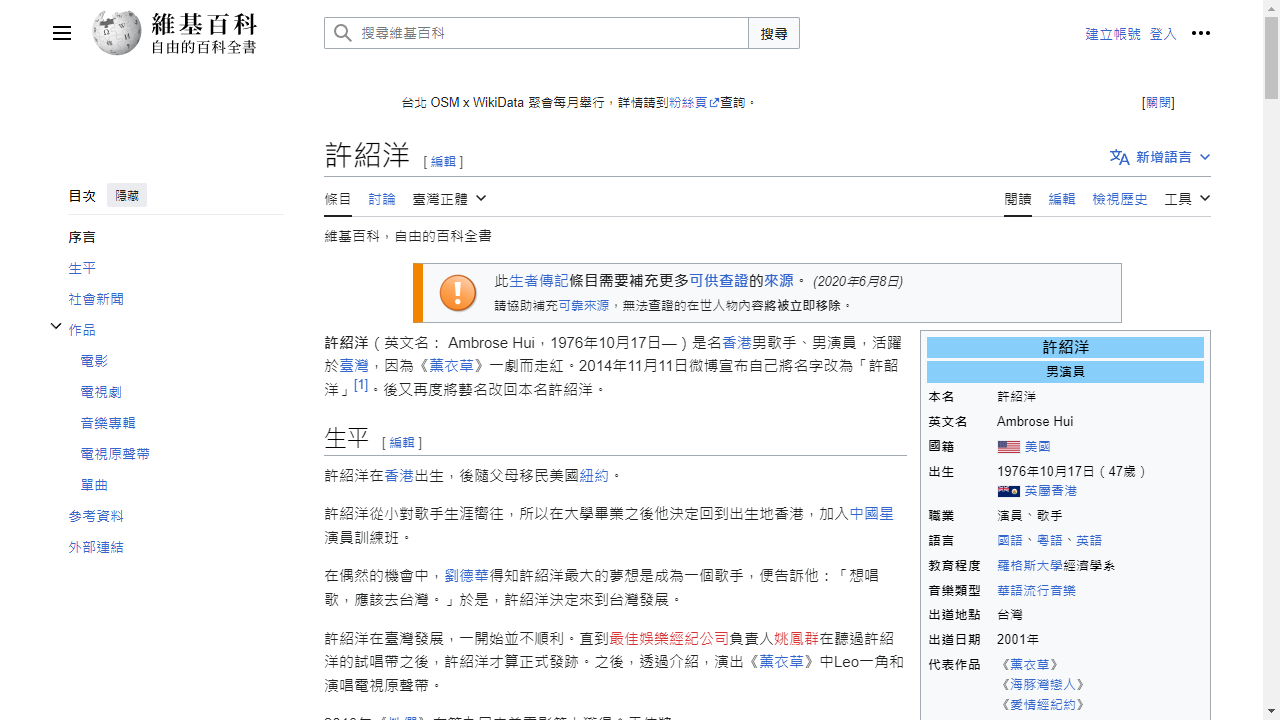 維基百科
自由的百科全書
搜尋維基百科
搜尋
建立帳號 登入
台北 OSM x WikiData 聚會每月舉行，詳情請到粉絲頁查詢。
[關閉]
許紹洋 [編輯]
新增語言
目次 隱藏
序言
生平
社會新聞
作品
電影
電視劇
音樂專輯
電視原聲帶
單曲
參考資料
外部連結
條目 討論 臺灣正體
閱讀 編輯 檢視歷史 工具
維基百科，自由的百科全書
此生者傳記條目需要補充更多可供查證的來源。 (2020年6月8日)
請協助補充可靠來源，無法查證的在世人物內容將被立即移除。
許紹洋（英文名： Ambrose Hui，1976年10月17日—）是名香港男歌手、男演員，活躍
於臺灣，因為《薰衣草》一劇而走紅。2014年11月11日微博宣布自己將名字改為「許韶
洋」[1]。後又再度將藝名改回本名許紹洋。
生平 [編輯]
許紹洋在香港出生，後隨父母移民美國紐約。
許紹洋從小對歌手生涯嚮往，所以在大學畢業之後他決定回到出生地香港，加入中國星
演員訓練班。
在偶然的機會中，劉德華得知許紹洋最大的夢想是成為一個歌手，便告訴他：「想唱
歌，應該去台灣。」於是，許紹洋決定來到台灣發展。
許紹洋在臺灣發展，一開始並不順利。直到最佳娛樂經紀公司負責人姚鳳群在聽過許紹
洋的試唱帶之後，許紹洋才算正式發跡。之後，透過介紹，演出《薰衣草》中Leo一角和
演唱電視原聲帶。
許紹洋
男演員
本名 許紹洋
英文名 Ambrose Hui
國籍 美國
出生 1976年10月17日（47歲）
英屬香港
職業 演員、歌手
語言 國語、粵語、英語
教育程度 羅格斯大學經濟學系
音樂類型 華語流行音樂
出道地點 台灣
出道日期 2001年
代表作品 《薰衣草》
《海豚灣戀人》
《愛情經紀約》